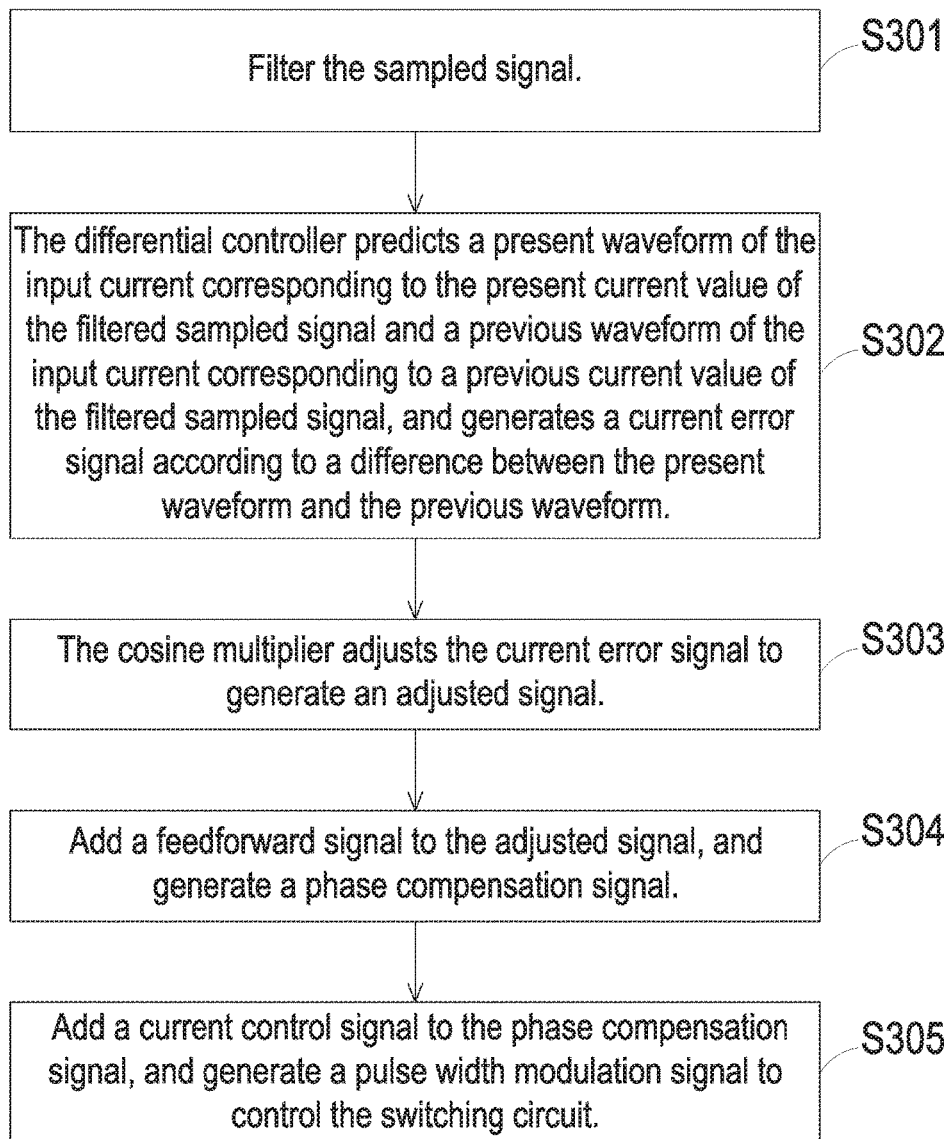 Filter the sampled signal.
S301
The differential controller predicts a present waveform of the
input current corresponding to the present current value of
the filtered sampled signal and a previous waveform of the
input current corresponding to a previous current value of
the filtered sampled signal, and generates a current error
signal according to a difference between the present
waveform and the previous waveform.
S302
The cosine multiplier adjusts the current error signal to
generate an adjusted signal.
S303
Add a feedforward signal to the adjusted signal, and
generate a phase compensation signal.
S304
Add a current control signal to the phase compensation
signal, and generate a pulse width modulation signal to
control the switching circuit.
S305